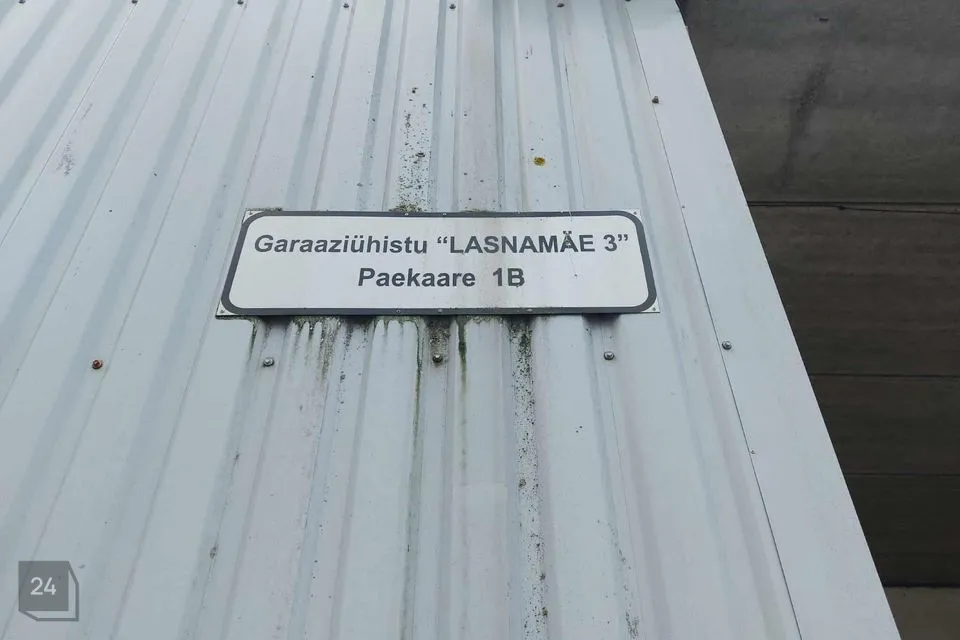 Garaaziühistu “LASNAMÄE 3”
Paekaare 1B
24